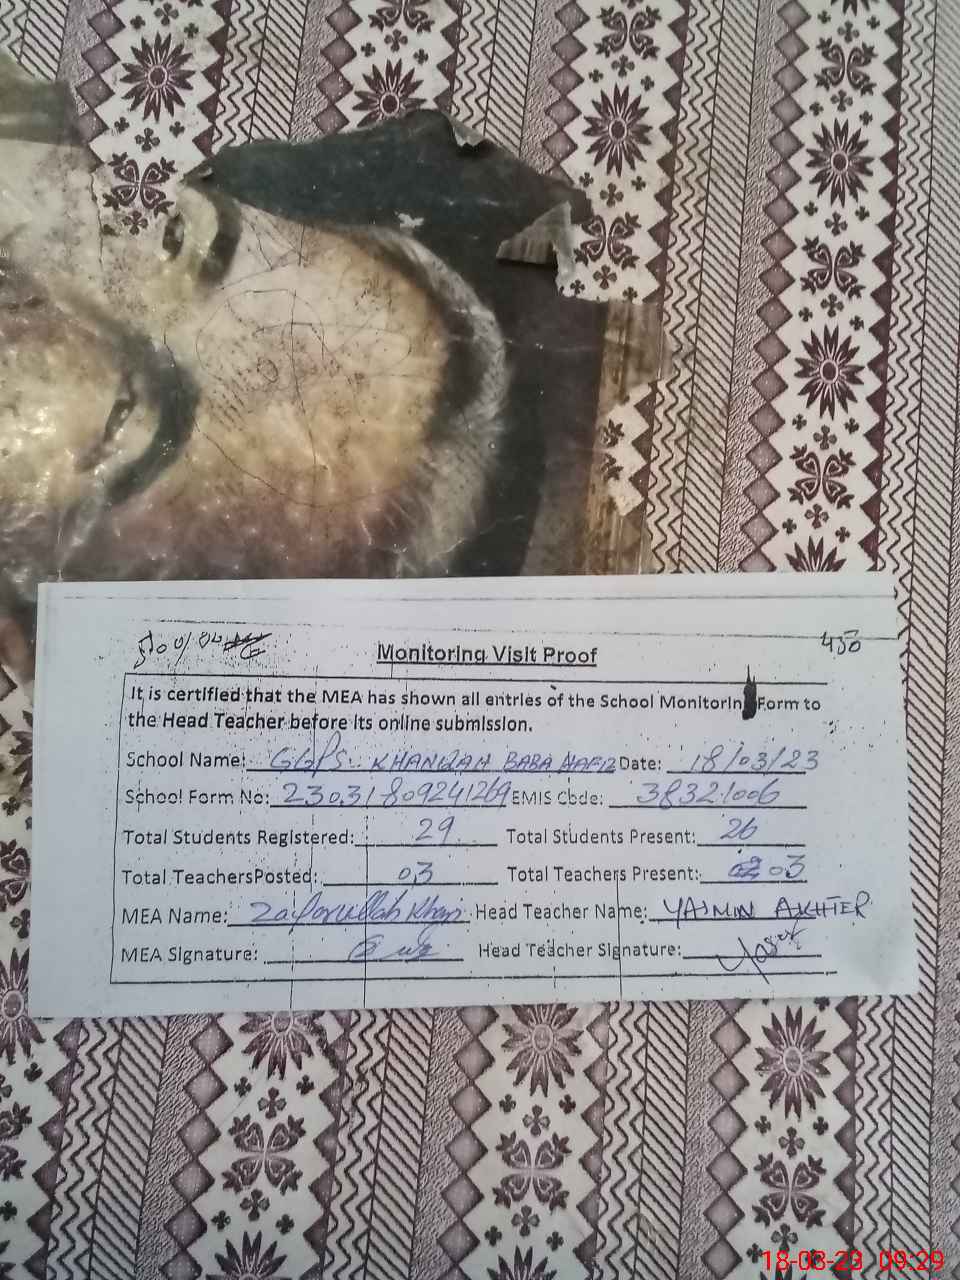 450
Monitoring Visit Proof
It is certified that the MEA has shown all entries of the School Monitorin Form to
the Head Teacher before its online submission.
School Name: GGPS KHANQAH BABA HAFIZ Date: 18/03/23
School Form No: 23031809241269 EMIS Code: 38321006
Total Students Registered: 29 Total Students Present: 26
Total TeachersPosted: 03 Total Teachers Present: 03
MEA Name: Zafarullah Khan Head Teacher Name: YASMIN AKHTER
MEA Signature: Head Teacher Signature:
18-03-23 09:29